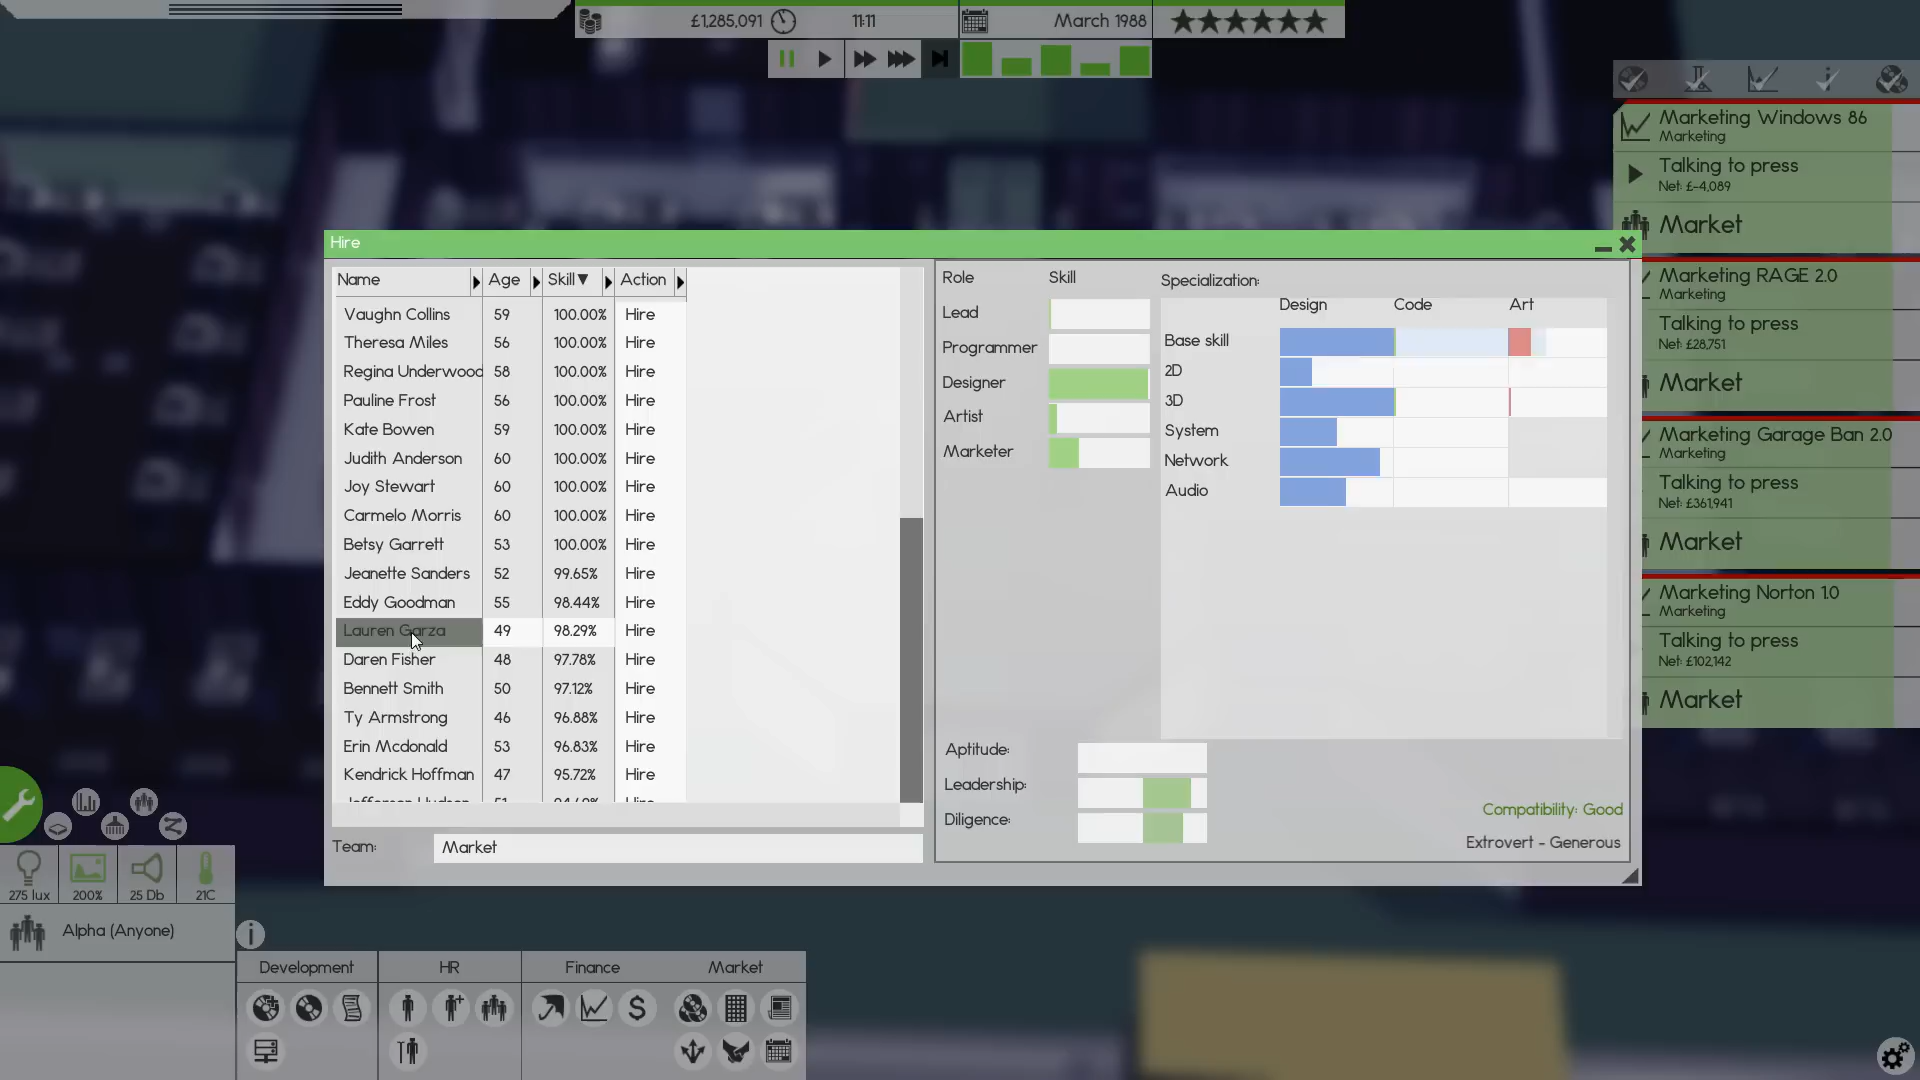 £1,285,091
11:11
March 1988
Marketing Windows 86
Marketing
Talking to press
Net: £-4,089
Market
Marketing RAGE 2.0
Marketing
Talking to press
Net: £28,751
Market
Marketing Garage Ban 2.0
Marketing
Talking to press
Net: £361,941
Market
Marketing Norton 1.0
Marketing
Talking to press
Net: £102,142
Market
Hire
Name Age Skill Action
Vaughn Collins 59 100.00% Hire
Theresa Miles 56 100.00% Hire
Regina Underwood 58 100.00% Hire
Pauline Frost 56 100.00% Hire
Kate Bowen 59 100.00% Hire
Judith Anderson 60 100.00% Hire
Joy Stewart 60 100.00% Hire
Carmelo Morris 60 100.00% Hire
Betsy Garrett 53 100.00% Hire
Jeanette Sanders 52 99.65% Hire
Eddy Goodman 55 98.44% Hire
Lauren Garza 49 98.29% Hire
Daren Fisher 48 97.78% Hire
Bennett Smith 50 97.12% Hire
Ty Armstrong 46 96.88% Hire
Erin Mcdonald 53 96.83% Hire
Kendrick Hoffman 47 95.72% Hire
Team: Market
Role Skill
Lead
Programmer
Designer
Artist
Marketer
Specialization:
Design Code Art
Base skill
2D
3D
System
Network
Audio
Aptitude:
Leadership:
Diligence:
Compatibility: Good
Extrovert - Generous
275 lux 200% 25 Db 21C
Alpha (Anyone)
Development HR Finance Market